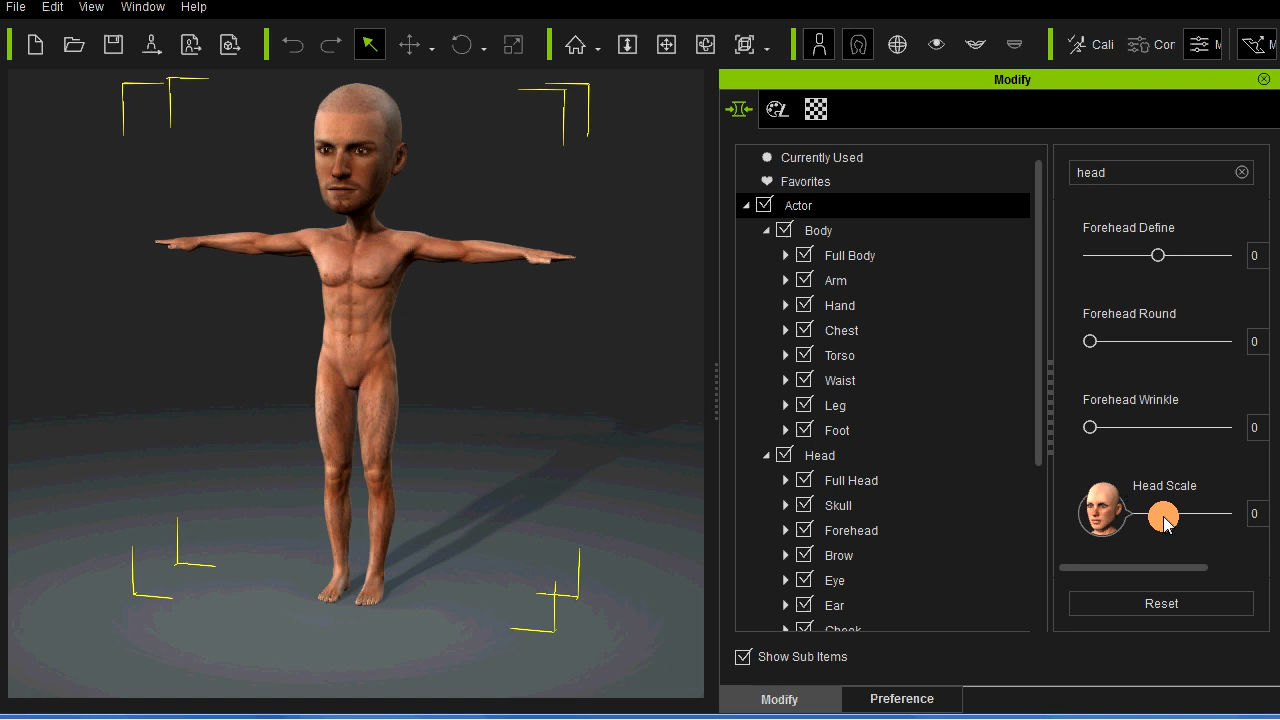 File Edit View Window Help
Cali Cor M M
Modify
Currently Used
Favorites
Actor
Body
Full Body
Arm
Hand
Chest
Torso
Waist
Leg
Foot
Head
Full Head
Skull
Forehead
Brow
Eye
Ear
Cheek
Show Sub Items
head
Forehead Define
0
Forehead Round
0
Forehead Wrinkle
0
Head Scale
0
Reset
Modify Preference